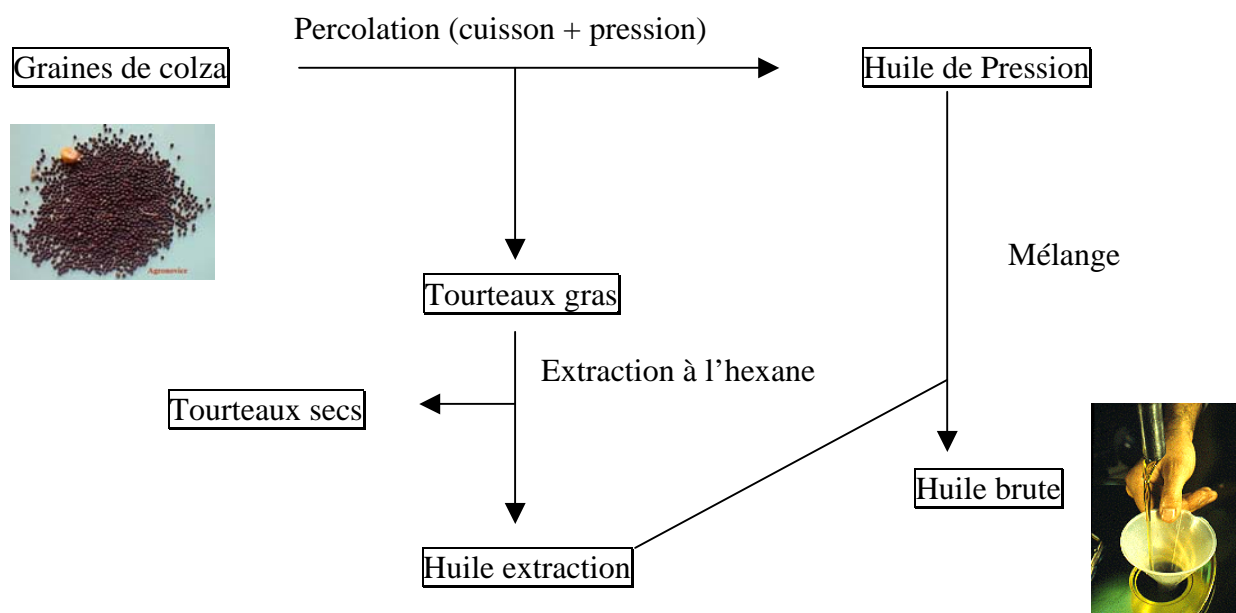 Percolation (cuisson + pression)
Graines de colza
Huile de Pression
Agronovice
Mélange
Tourteaux gras
Extraction à l’hexane
Tourteaux secs
Huile brute
Huile extraction